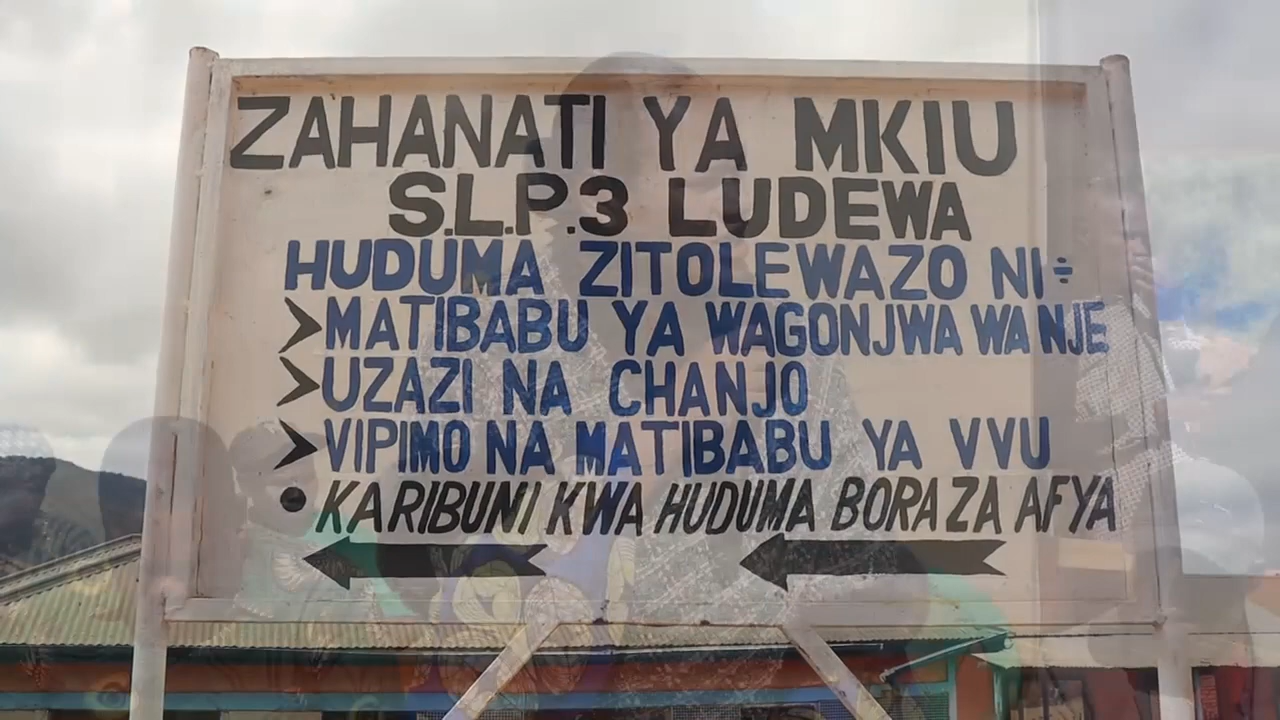 ZAHANATI YA MKIU
S.L.P.3 LUDEWA
HUDUMA ZITOLEWAZO NI÷
➢MATIBABU YA WAGONJWA WA NJE
➢UZAZI NA CHANJO
➢VIPIMO NA MATIBABU YA VVU
• KARIBUNI KWA HUDUMA BORA ZA AFYA